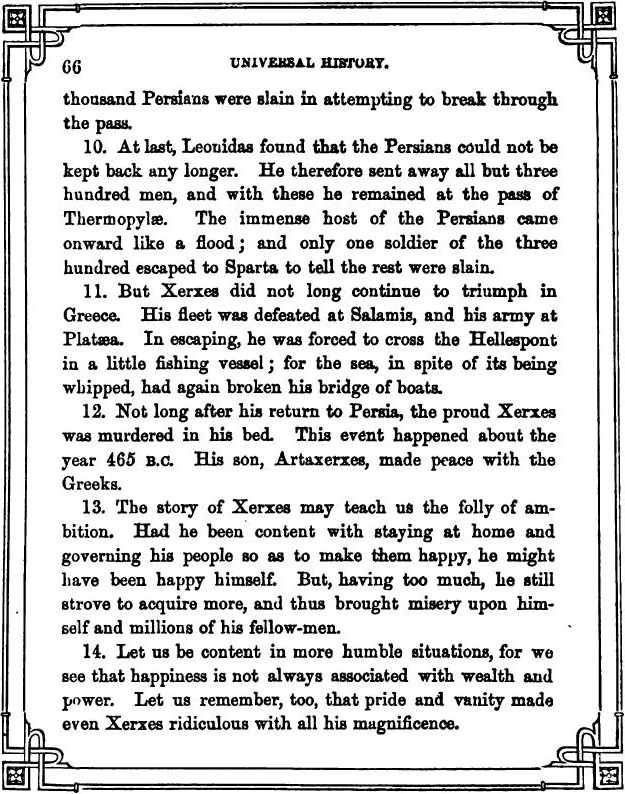 66
UNIVERSAL HISTORY.
thousand Persians were slain in attempting to break through
the pass.
10. At last, Leonidas found that the Persians could not be
kept back any longer. He therefore sent away all but three
hundred men, and with these he remained at the pass of
Thermopylæ. The immense host of the Persians came
onward like a flood; and only one soldier of the three
hundred escaped to Sparta to tell the rest were slain.
11. But Xerxes did not long continue to triumph in
Greece. His fleet was defeated at Salamis, and his army at
Platæa. In escaping, he was forced to cross the Hellespont
in a little fishing vessel; for the sea, in spite of its being
whipped, had again broken his bridge of boats.
12. Not long after his return to Persia, the proud Xerxes
was murdered in his bed. This event happened about the
year 465 B.C. His son, Artaxerxes, made peace with the
Greeks.
13. The story of Xerxes may teach us the folly of am-
bition. Had he been content with staying at home and
governing his people so as to make them happy, he might
have been happy himself. But, having too much, he still
strove to acquire more, and thus brought misery upon him-
self and millions of his fellow-men.
14. Let us be content in more humble situations, for we
see that happiness is not always associated with wealth and
power. Let us remember, too, that pride and vanity made
even Xerxes ridiculous with all his magnificence.